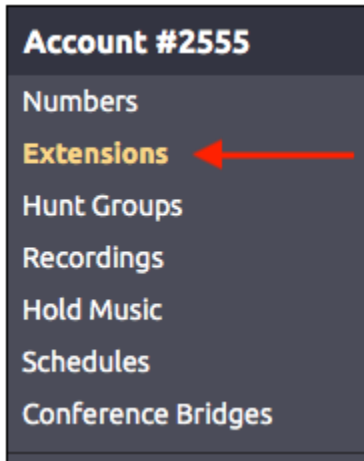 Account #2555
Numbers
Extensions
Hunt Groups
Recordings
Hold Music
Schedules
Conference Bridges